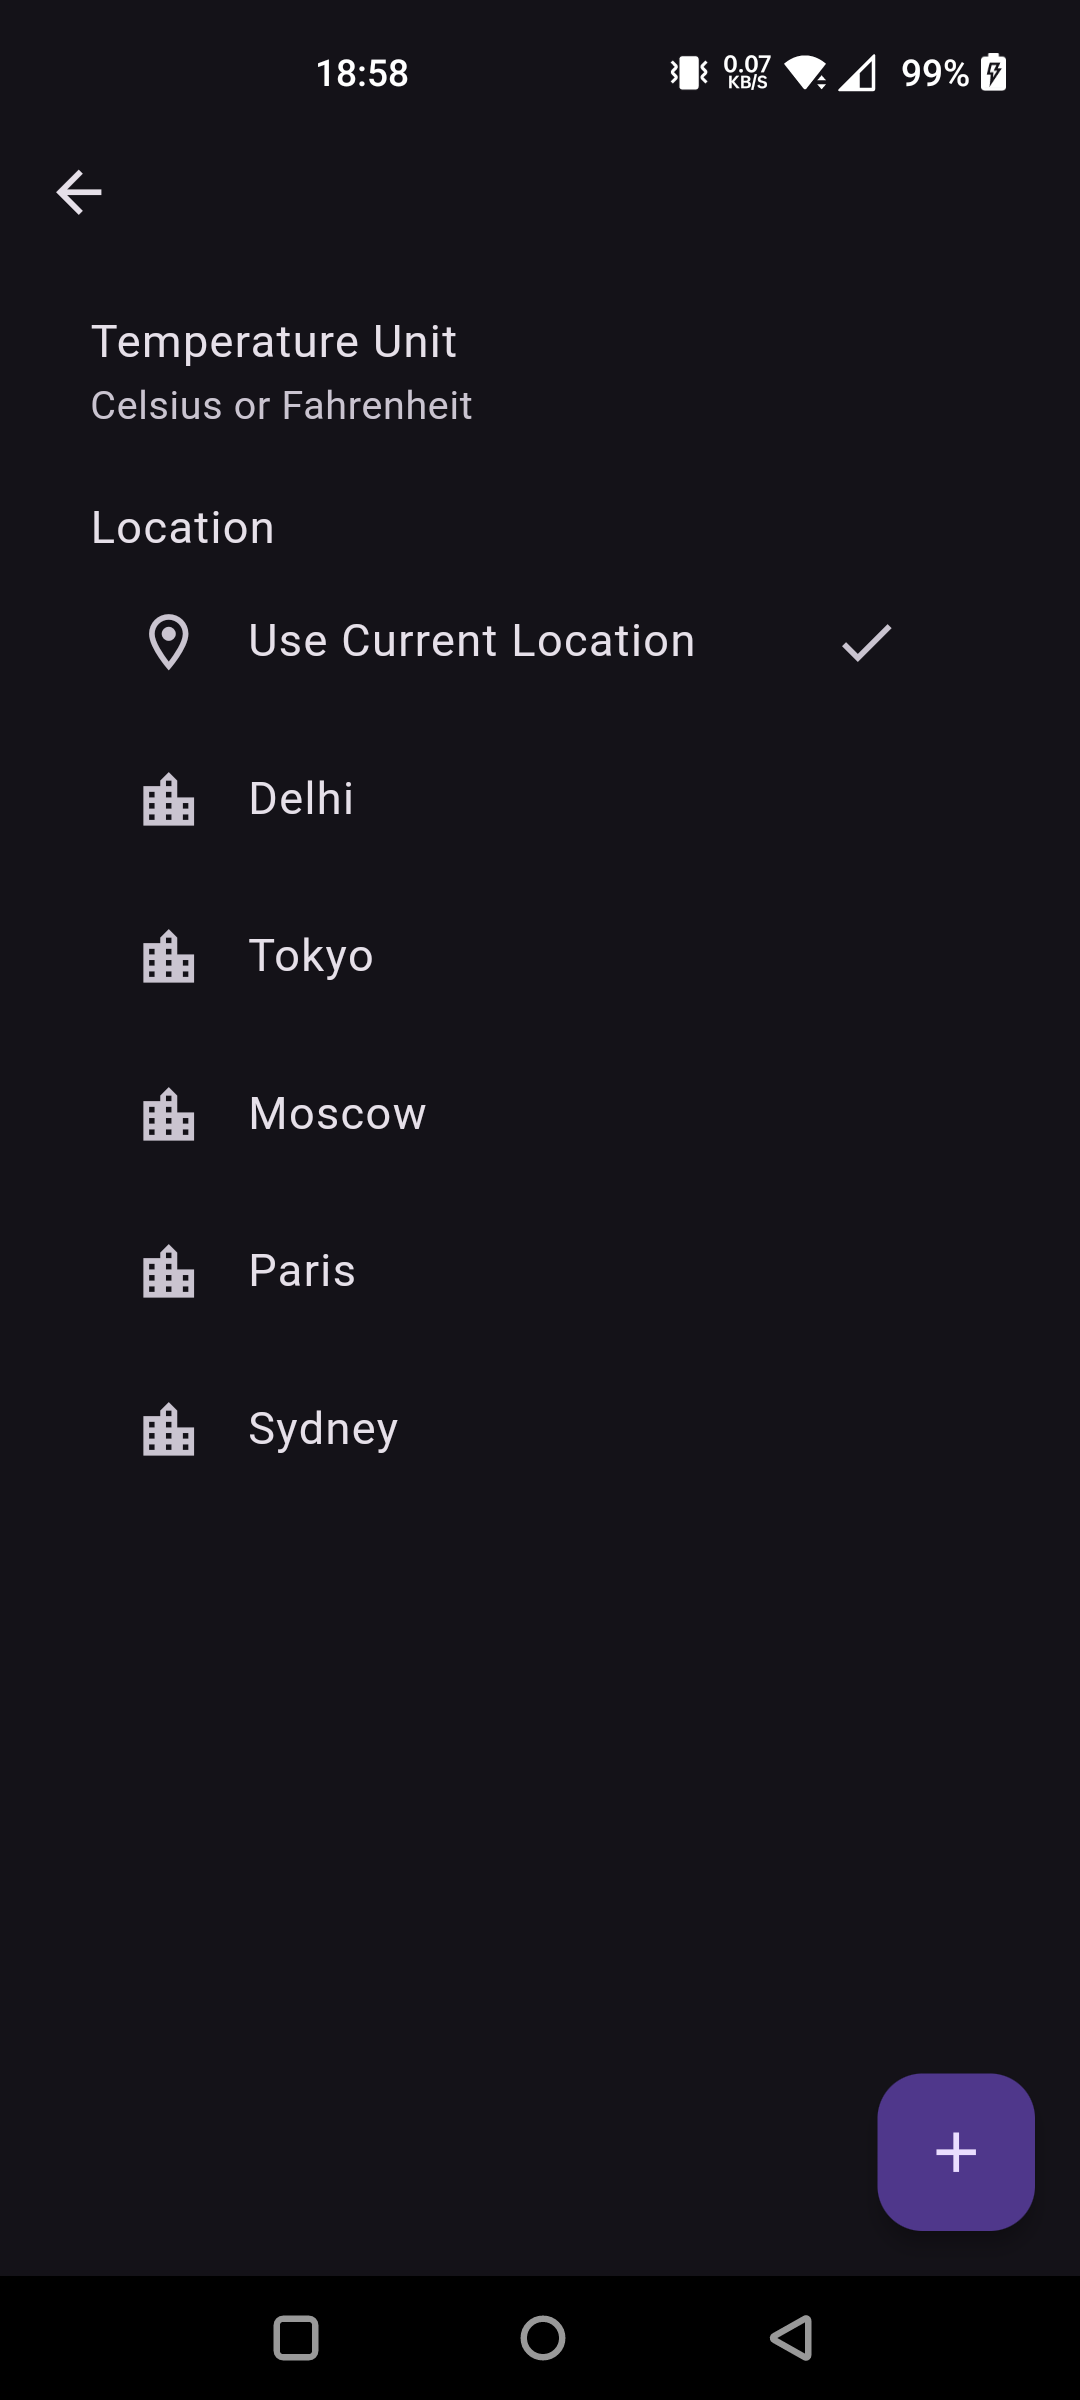 18:58
0.07
KB/S
99%
Temperature Unit
Celsius or Fahrenheit
Location
Use Current Location
Delhi
Tokyo
Moscow
Paris
Sydney